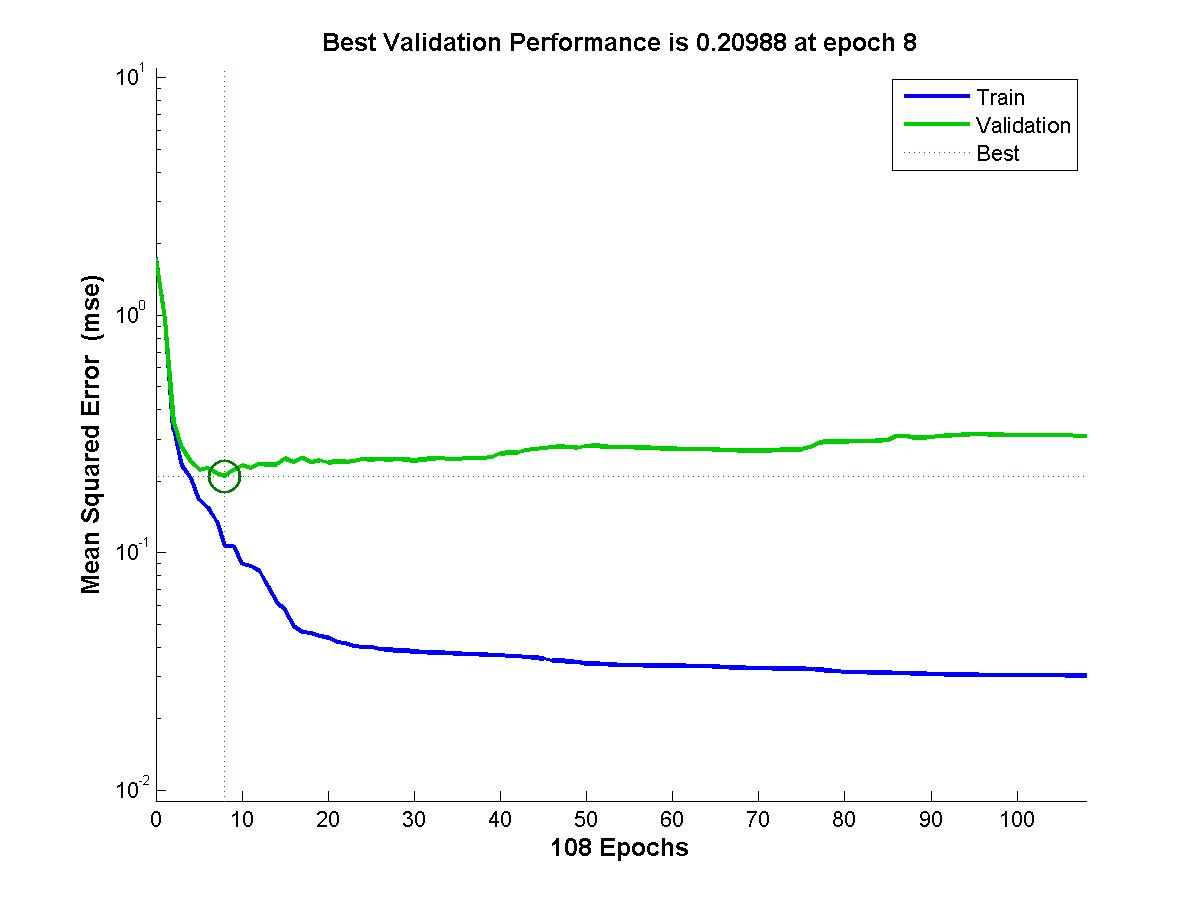 Best Validation Performance is 0.20988 at epoch 8
Train
Validation
Best
Mean Squared Error (mse)
10^1
10^0
10^-1
10^-2
0 10 20 30 40 50 60 70 80 90 100
108 Epochs